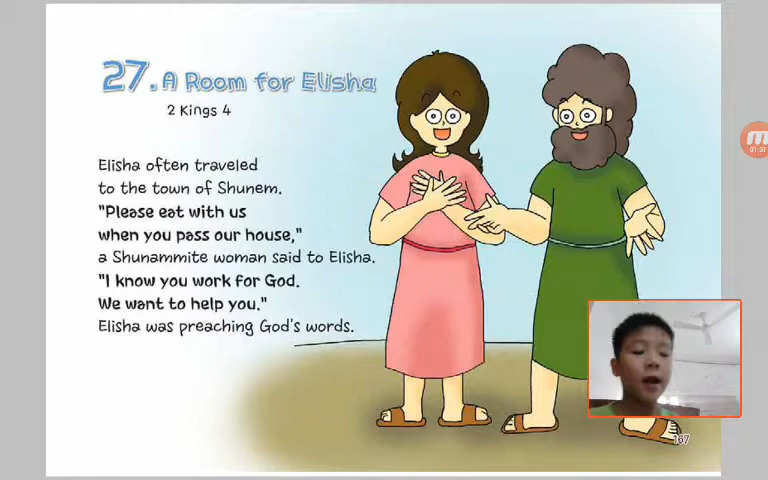 27. A Room for Elisha
2 Kings 4
Elisha often traveled
to the town of Shunem.
"Please eat with us
when you pass our house,"
a Shunammite woman said to Elisha.
"I know you work for God.
We want to help you."
Elisha was preaching God's words.
167